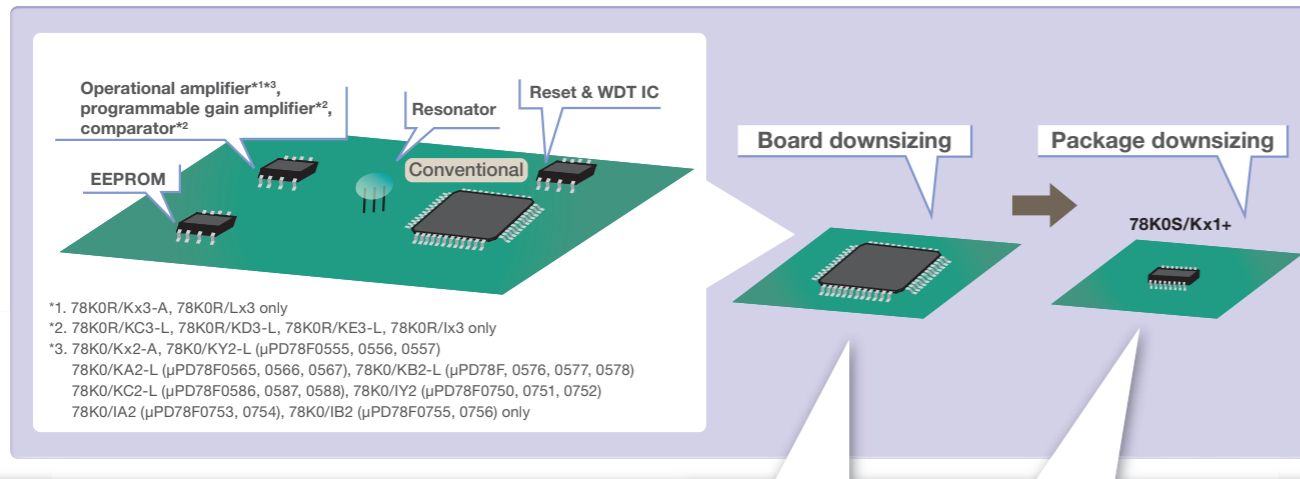 Operational amplifier*1*3,
programmable gain amplifier*2,
comparator*2
Resonator
Reset & WDT IC
EEPROM
Conventional
Board downsizing
Package downsizing
78K0S/Kx1+
*1. 78K0R/Kx3-A, 78K0R/Lx3 only
*2. 78K0R/KC3-L, 78K0R/KD3-L, 78K0R/KE3-L, 78K0R/Ix3 only
*3. 78K0/Kx2-A, 78K0/KY2-L (μPD78F0555, 0556, 0557)
78K0/KA2-L (μPD78F0565, 0566, 0567), 78K0/KB2-L (μPD78F, 0576, 0577, 0578)
78K0/KC2-L (μPD78F0586, 0587, 0588), 78K0/IY2 (μPD78F0750, 0751, 0752)
78K0/IA2 (μPD78F0753, 0754), 78K0/IB2 (μPD78F0755, 0756) only